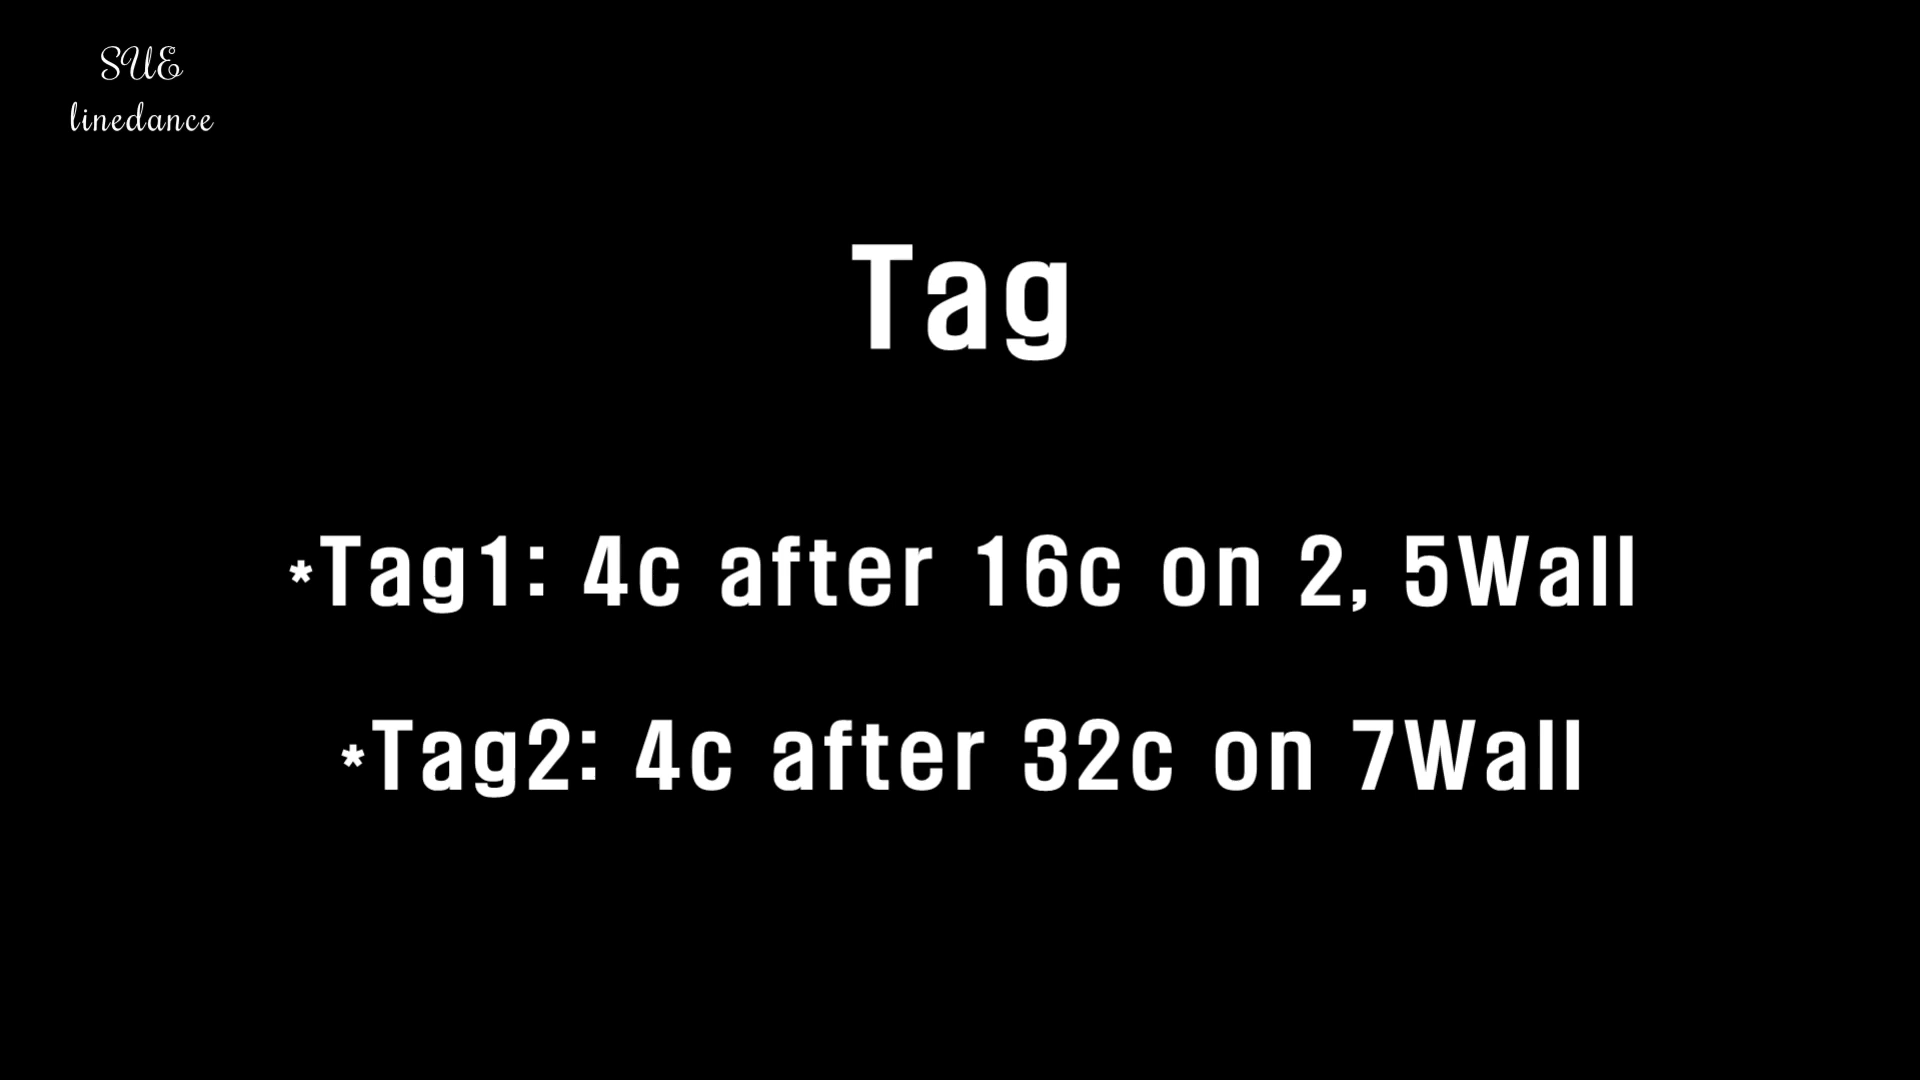 SUE
linedance
Tag
*Tag1: 4c after 16c on 2, 5Wall
*Tag2: 4c after 32c on 7Wall